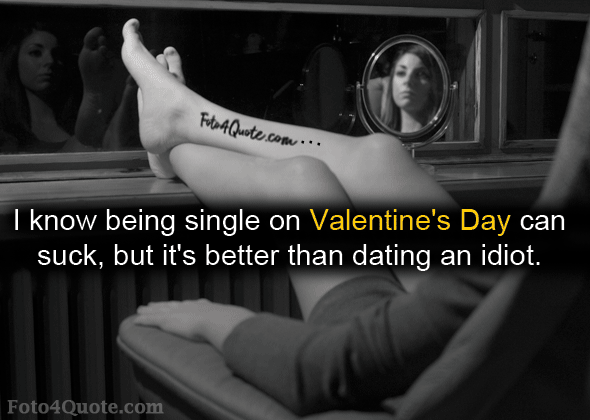 Foto4Quote.com...
I know being single on Valentine's Day can
suck, but it's better than dating an idiot.
Foto4Quote.com